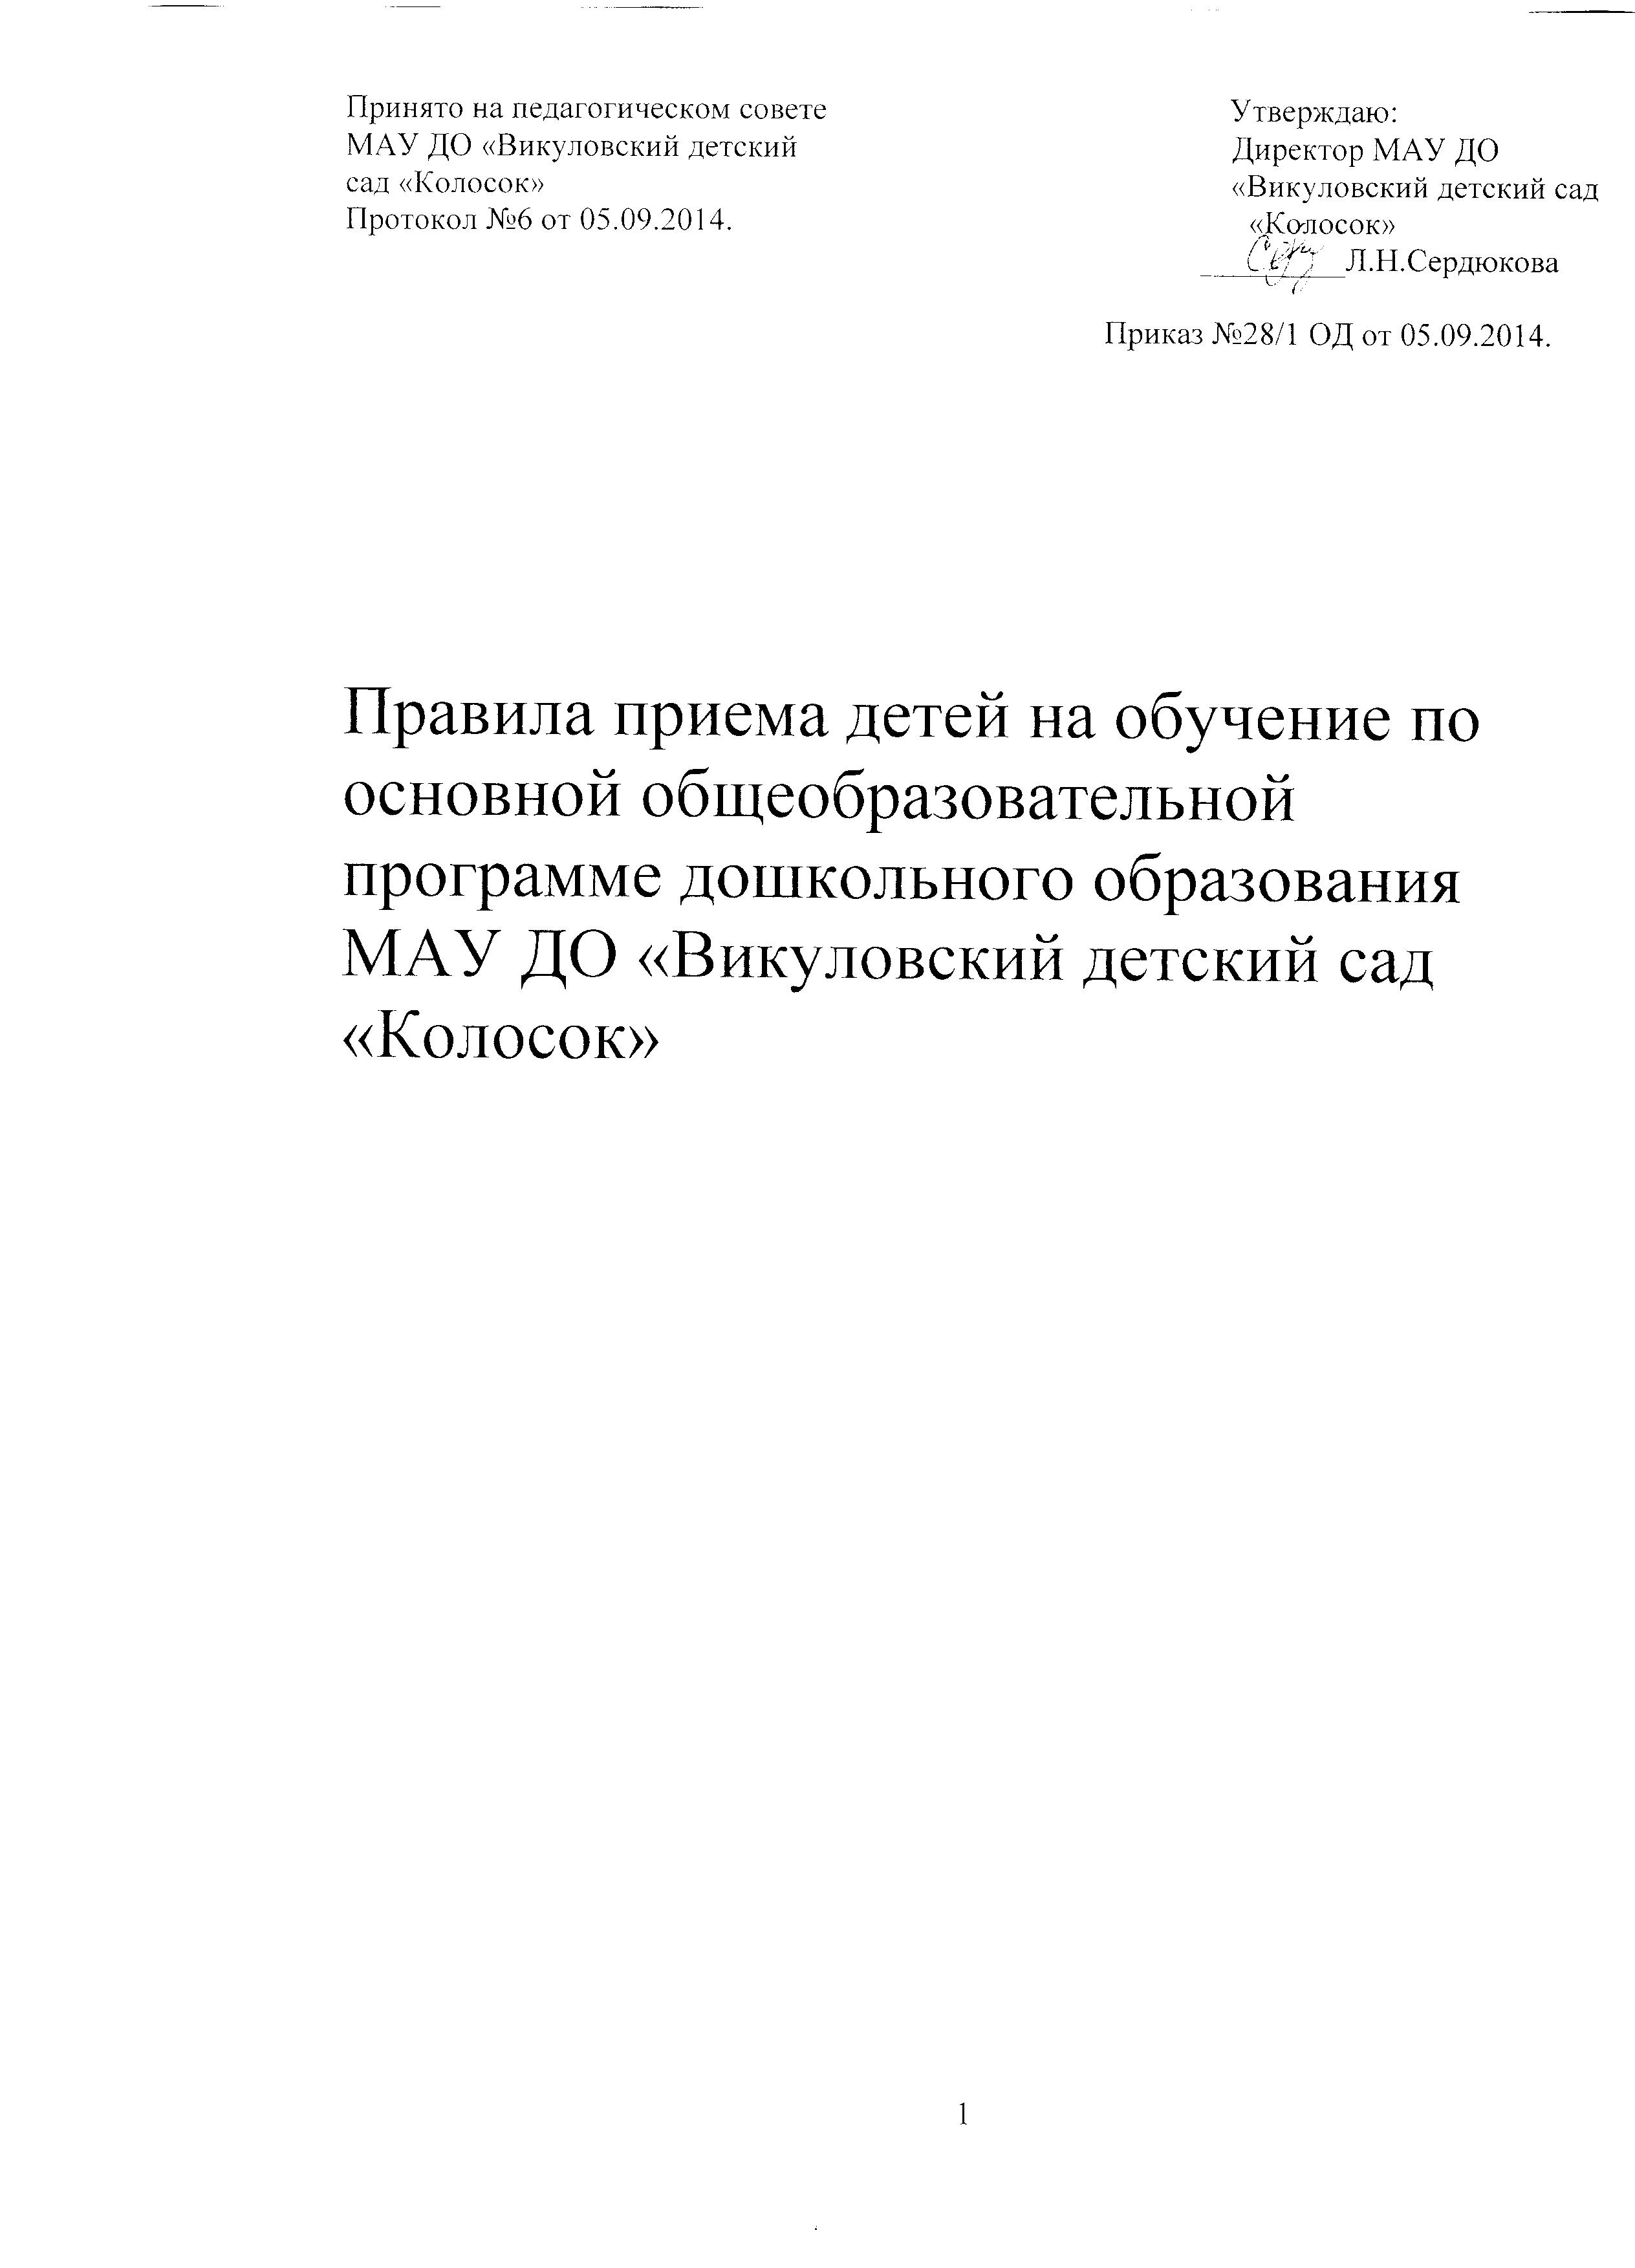 Принято на педагогическом совете
МАУ ДО «Викуловский детский
сад «Колосок»
Протокол №6 от 05.09.2014.
Утверждаю:
Директор МАУ ДО
«Викуловский детский сад
«Колосок»
Л.Н.Сердюкова
Приказ №28/1 ОД от 05.09.2014.
Правила приема детей на обучение по
основной общеобразовательной
программе дошкольного образования
МАУ ДО «Викуловский детский сад
«Колосок»
1